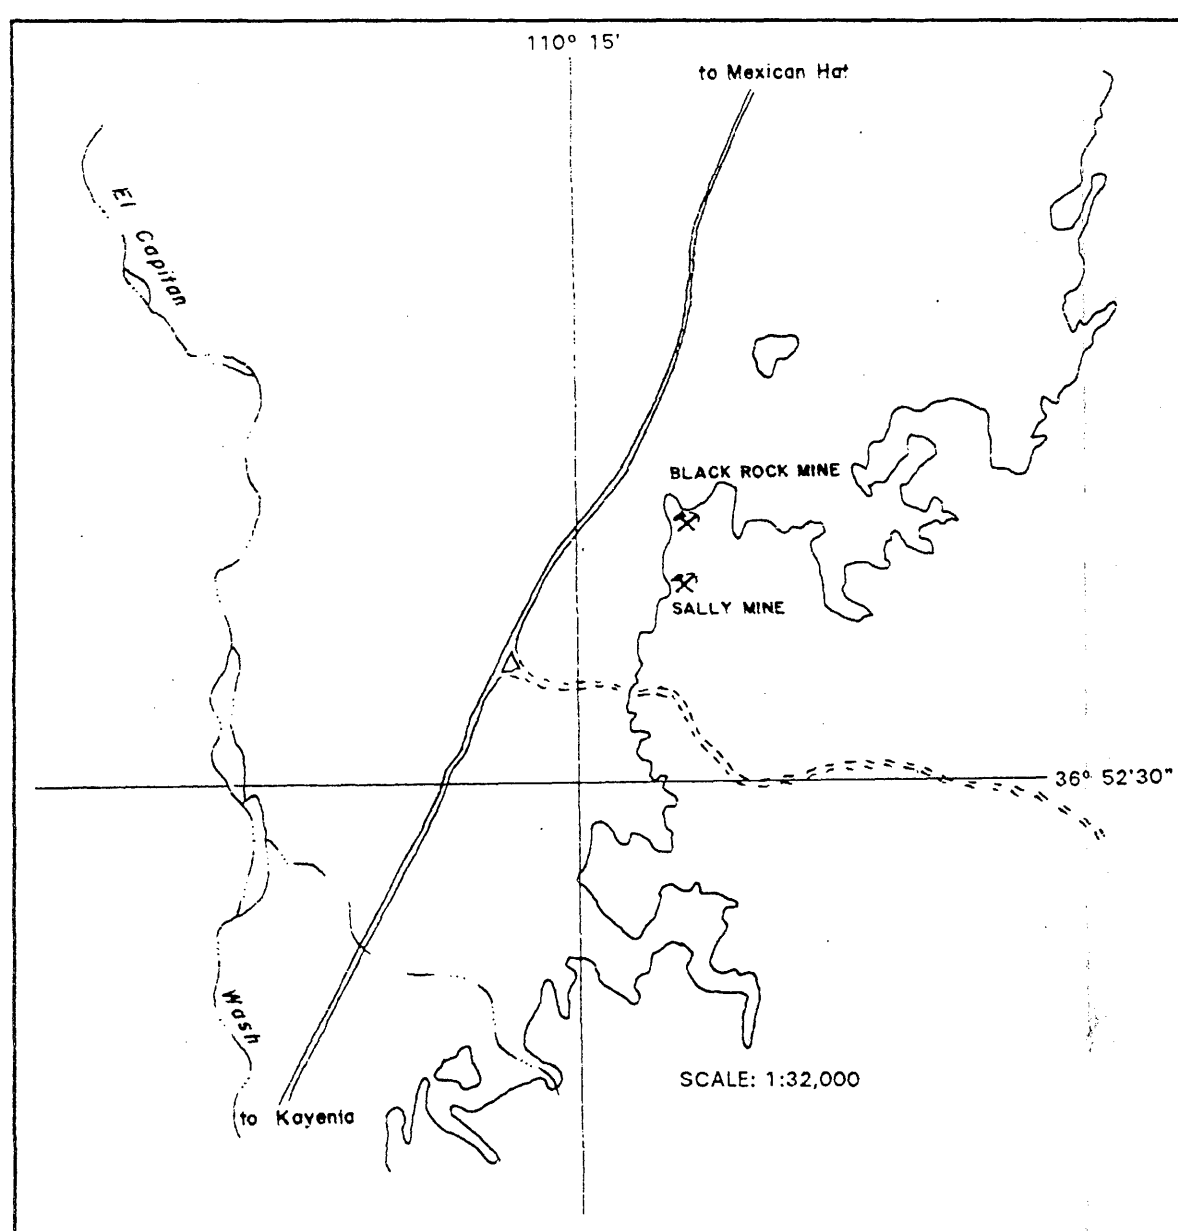 110° 15'
to Mexican Hat
El Capitan
BLACK ROCK MINE
SALLY MINE
36° 52'30"
Wash
SCALE: 1:32,000
to Kayenta